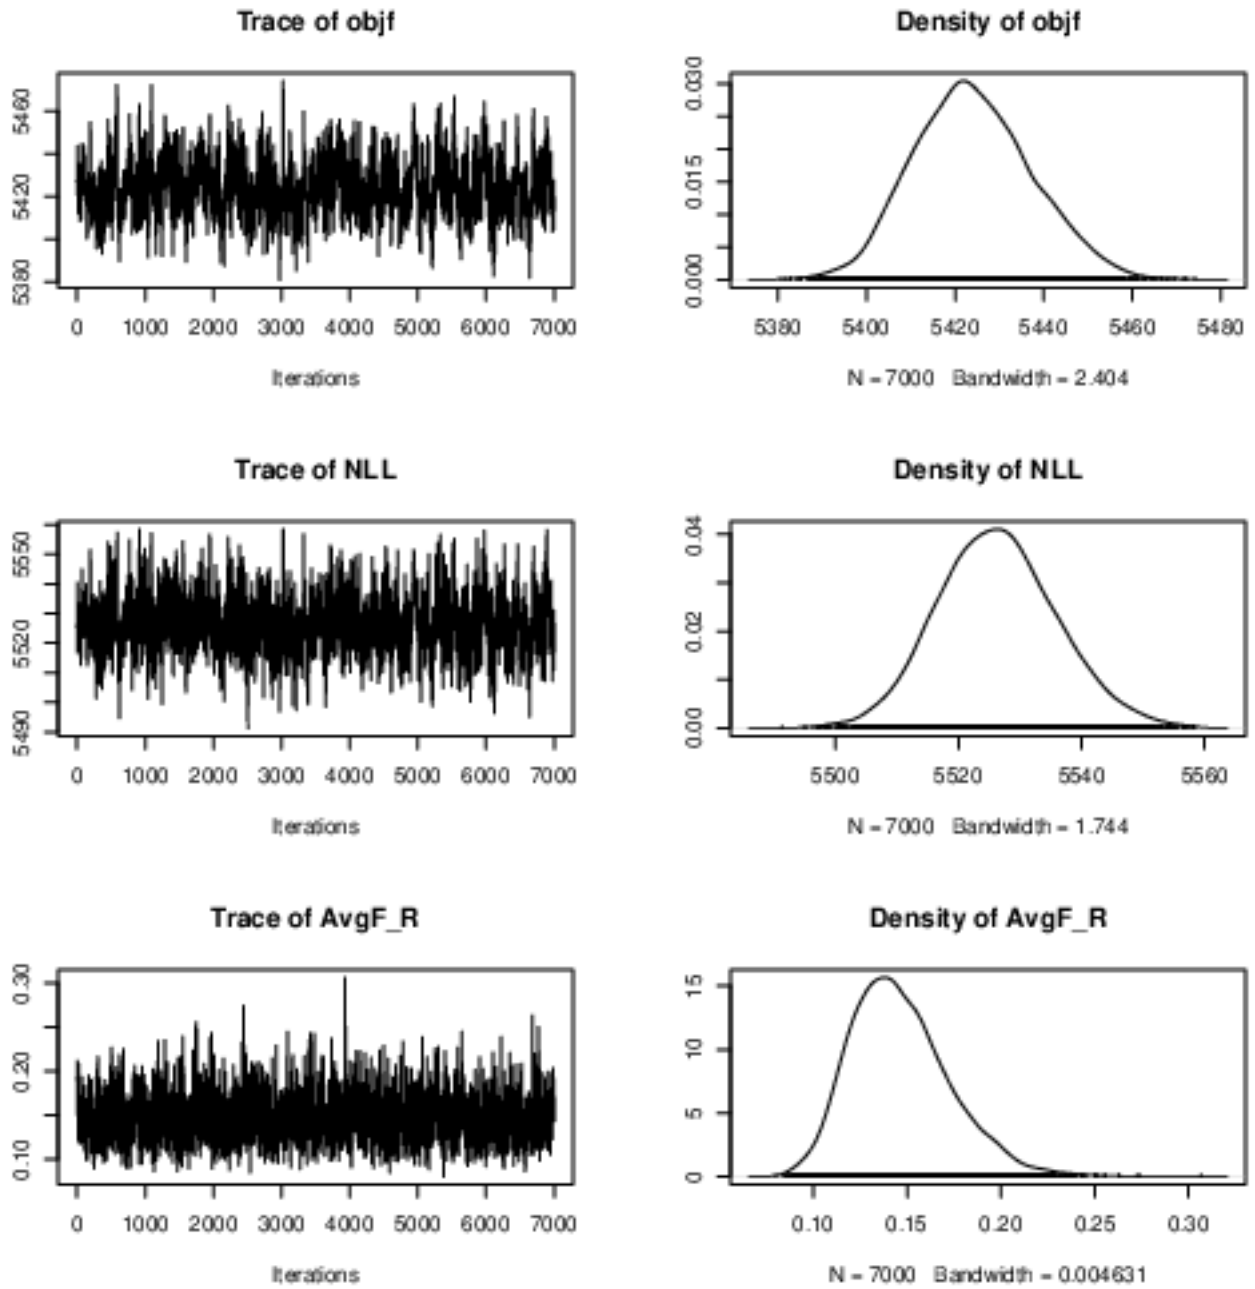 Trace of objf
Density of objf
5380 5420 5460
0 1000 2000 3000 4000 5000 6000 7000
Iterations
0.000 0.015 0.030
5380 5400 5420 5440 5460 5480
N = 7000 Bandwidth = 2.404
Trace of NLL
Density of NLL
5490 5520 5550
0 1000 2000 3000 4000 5000 6000 7000
Iterations
0.00 0.02 0.04
5500 5520 5540 5560
N = 7000 Bandwidth = 1.744
Trace of AvgF_R
Density of AvgF_R
0.10 0.20 0.30
0 1000 2000 3000 4000 5000 6000 7000
Iterations
0 5 10 15
0.10 0.15 0.20 0.25 0.30
N = 7000 Bandwidth = 0.004631